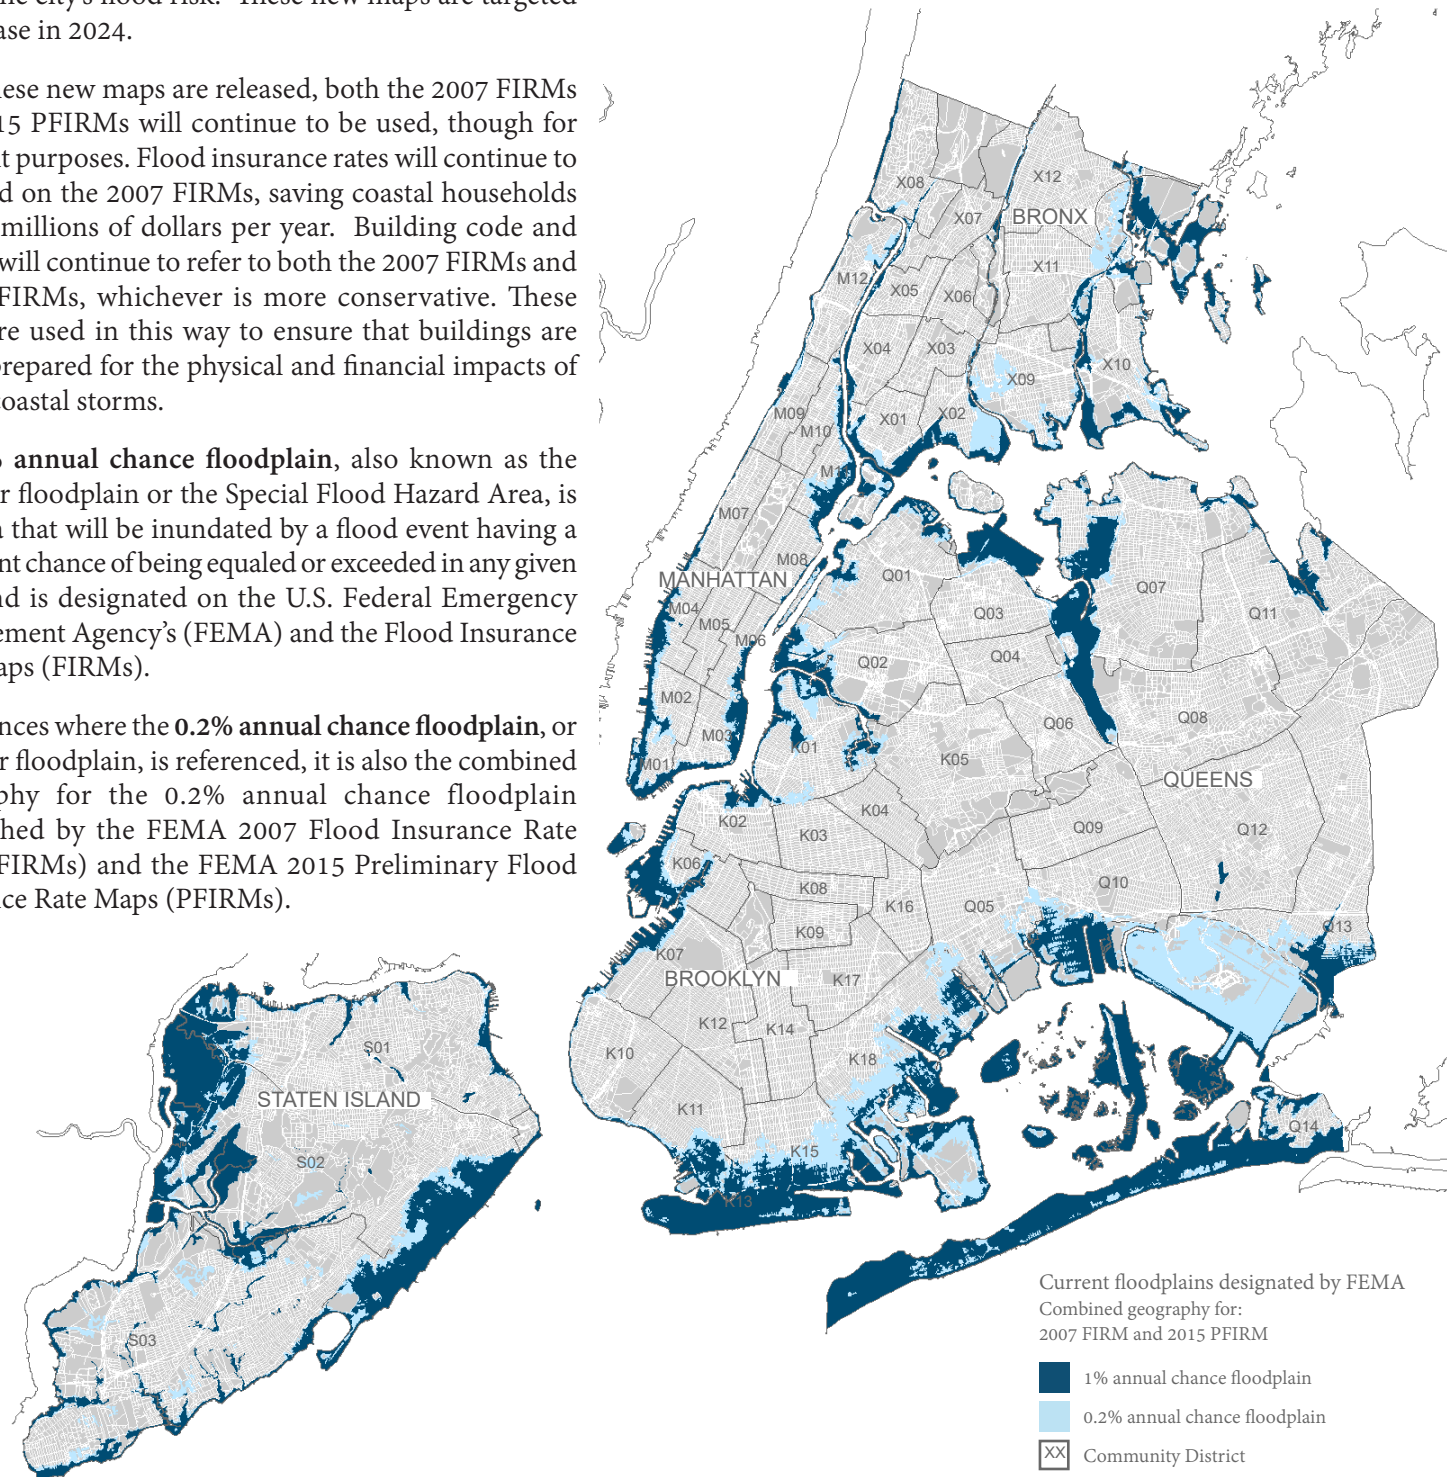 the city's flood risk. These new maps are targeted
ase in 2024.
hese new maps are released, both the 2007 FIRMs
15 PFIRMs will continue to be used, though for
t purposes. Flood insurance rates will continue to
d on the 2007 FIRMs, saving coastal households
millions of dollars per year. Building code and
will continue to refer to both the 2007 FIRMs and
FIRMs, whichever is more conservative. These
re used in this way to ensure that buildings are
prepared for the physical and financial impacts of
coastal storms.
annual chance floodplain, also known as the
r floodplain or the Special Flood Hazard Area, is
a that will be inundated by a flood event having a
nt chance of being equaled or exceeded in any given
nd is designated on the U.S. Federal Emergency
ement Agency's (FEMA) and the Flood Insurance
aps (FIRMs).
nces where the 0.2% annual chance floodplain, or
r floodplain, is referenced, it is also the combined
phy for the 0.2% annual chance floodplain
hed by the FEMA 2007 Flood Insurance Rate
FIRMs) and the FEMA 2015 Preliminary Flood
nce Rate Maps (PFIRMs).
X08
X12
X07
BRONX
M12
X05
X06
X11
X04
X03
X10
X09
M09
M10
X01
X02
M11
M07
M08
MANHATTAN
M04
M05
M06
M02
M03
M01
Q01
Q03
Q07
Q11
Q02
Q04
Q06
Q08
K01
Q05
QUEENS
K02
K03
K04
Q09
Q12
K06
K08
K16
Q05
Q10
K09
Q13
K07
BROOKLYN
K17
K12
K14
K10
K18
K11
K15
K13
Q14
S01
STATEN ISLAND
S02
S03
Current floodplains designated by FEMA
Combined geography for:
2007 FIRM and 2015 PFIRM
1% annual chance floodplain
0.2% annual chance floodplain
XX Community District